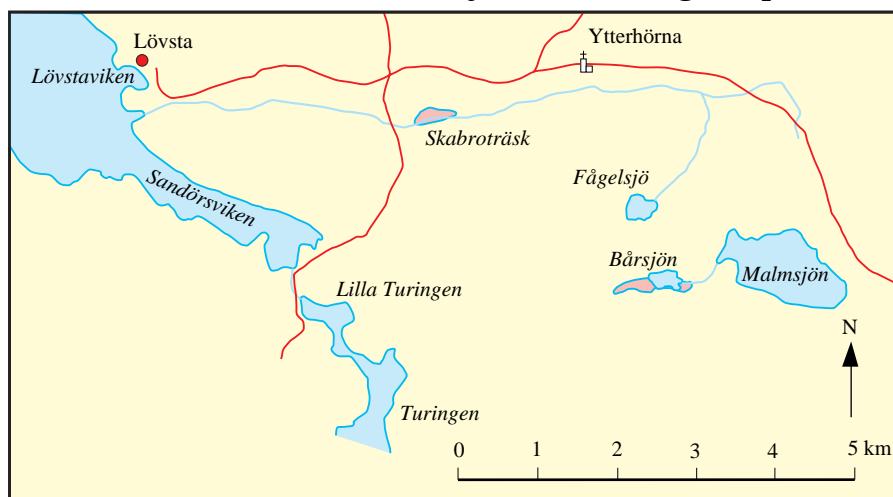 Lövsta
Ytterhörna
Lövstaviken
Skabroträsk
Fågelsjö
Sandörsviken
Bårsjön
Malmsjön
Lilla Turingen
N
Turingen
0 1 2 3 4 5 km